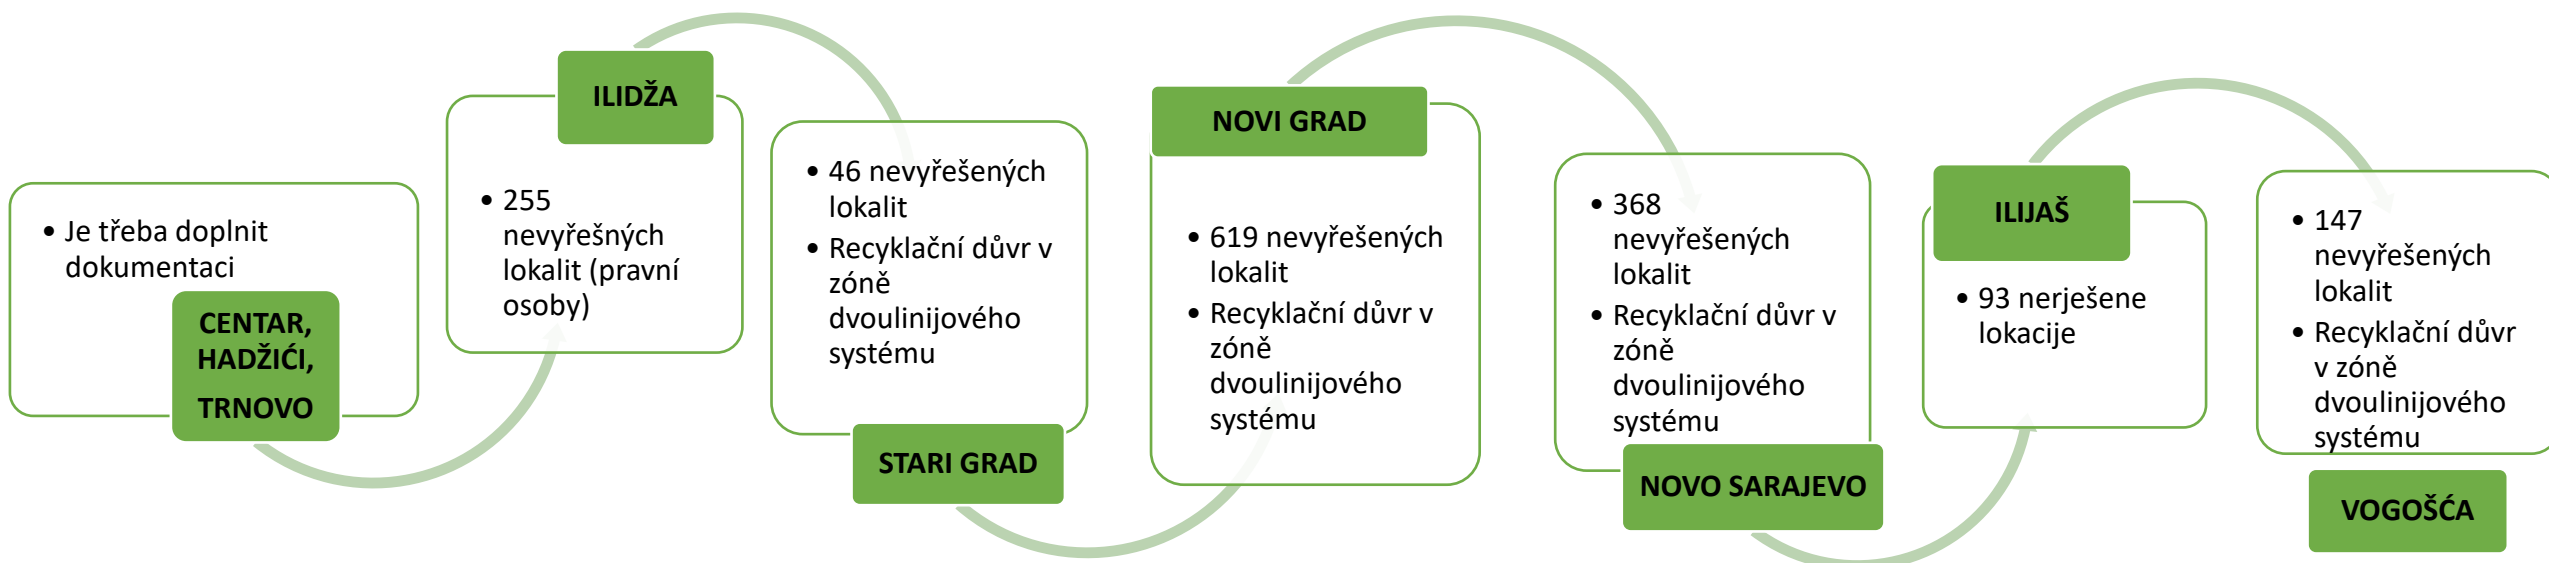 • Je třeba doplnit
dokumentaci
CENTAR,
HADŽIĆI,
TRNOVO
ILIDŽA
• 255
nevyřešných
lokalit (pravní
osoby)
• 46 nevyřešených
lokalit
• Recyklační důvr v
zóně
dvoulinijového
systému
STARI GRAD
NOVI GRAD
• 619 nevyřešených
lokalit
• Recyklační důvr v
zóně
dvoulinijového
systému
• 368
nevyřešených
lokalit
• Recyklační důvr v
zóně
dvoulinijového
systému
NOVO SARAJEVO
ILIJAŠ
• 93 nerješene
lokacije
• 147
nevyřešených
lokalit
• Recyklační důvr
v zóně
dvoulinijového
systému
VOGOŠĆA